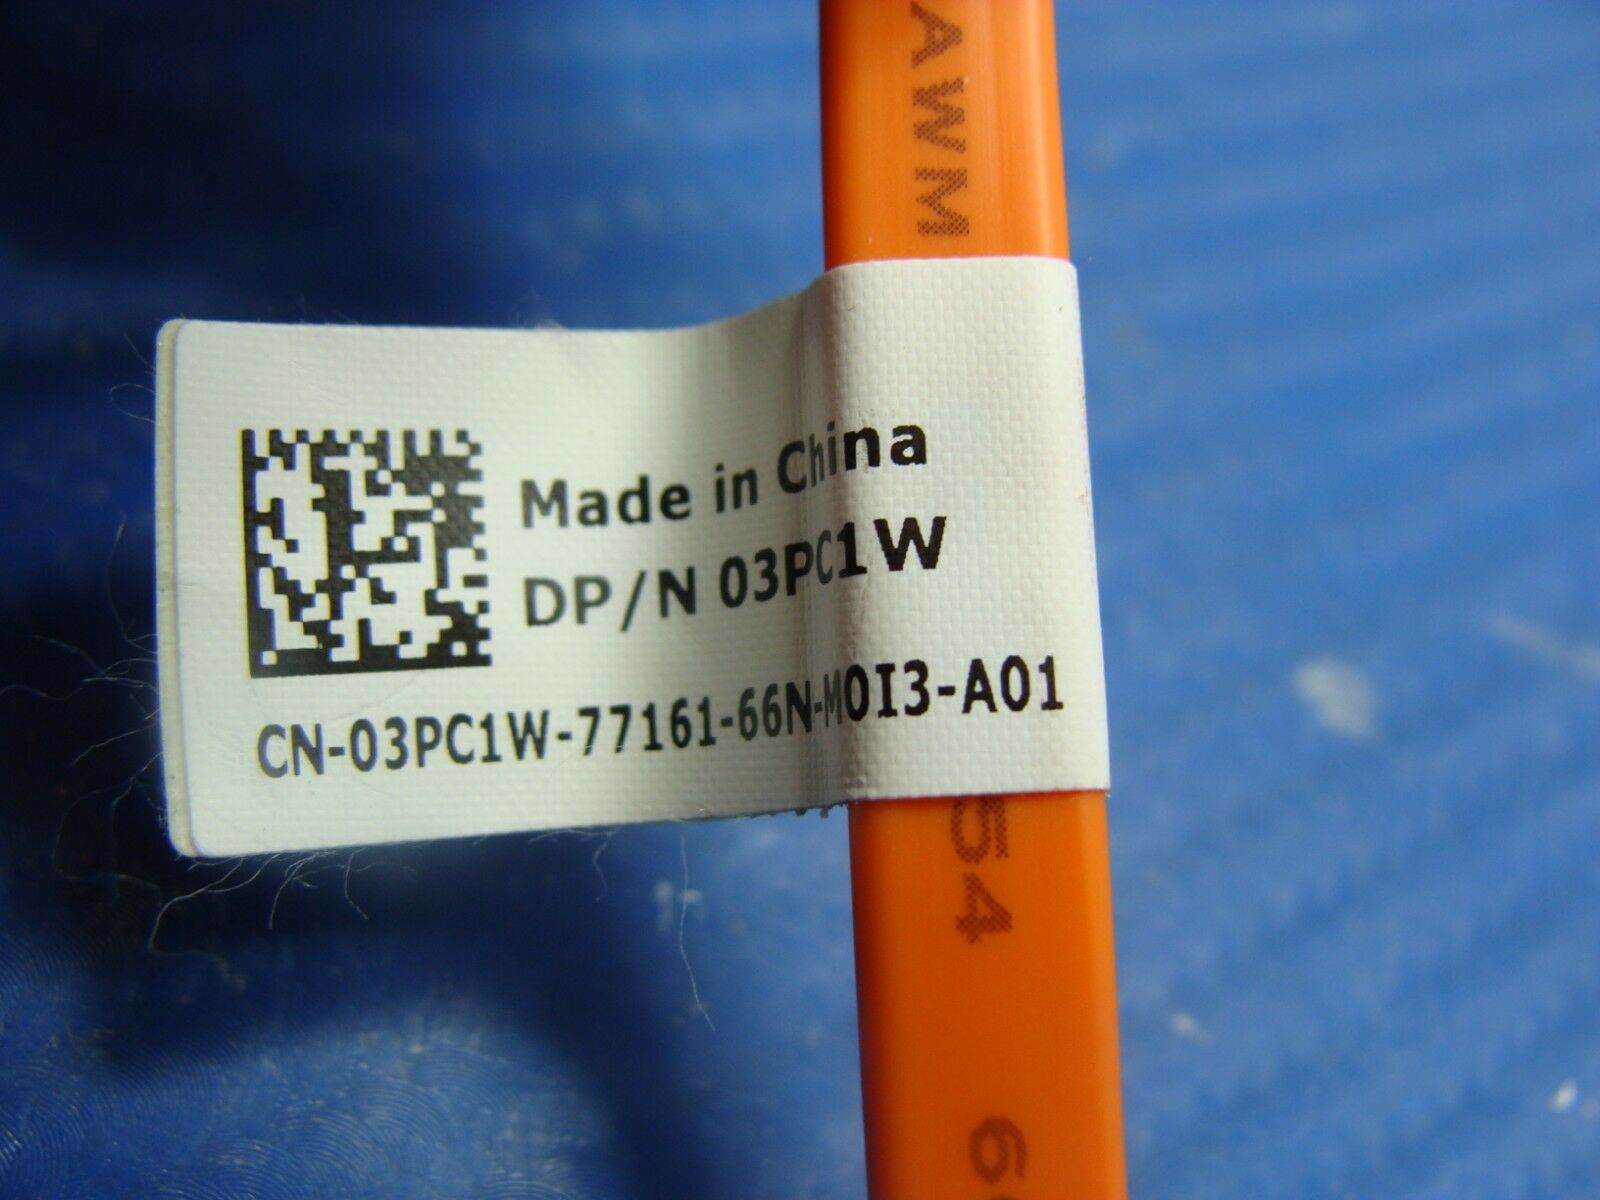 AWM
Made in China
DP/N 03PC1W
CN-03PC1W-77161-66N-M0I3-A01
54